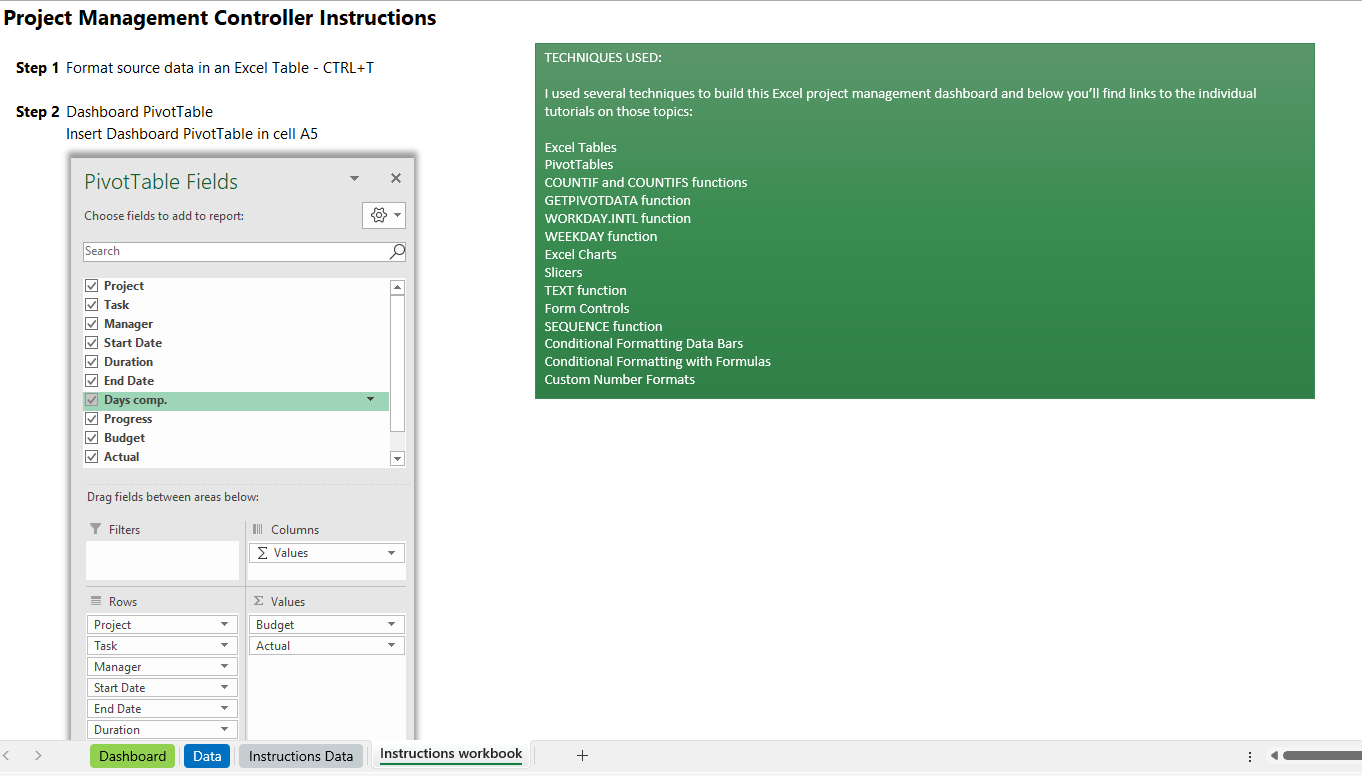 Project Management Controller Instructions
Step 1 Format source data in an Excel Table - CTRL+T
Step 2 Dashboard PivotTable
Insert Dashboard PivotTable in cell A5
PivotTable Fields
Choose fields to add to report:
Search
Project
Task
Manager
Start Date
Duration
End Date
Days comp.
Progress
Budget
Actual
Drag fields between areas below:
Filters
Columns
Σ Values
Rows
Σ Values
Project
Task
Manager
Start Date
End Date
Duration
Budget
Actual
TECHNIQUES USED:
I used several techniques to build this Excel project management dashboard and below you’ll find links to the individual
tutorials on those topics:
Excel Tables
PivotTables
COUNTIF and COUNTIFS functions
GETPIVOTDATA function
WORKDAY.INTL function
WEEKDAY function
Excel Charts
Slicers
TEXT function
Form Controls
SEQUENCE function
Conditional Formatting Data Bars
Conditional Formatting with Formulas
Custom Number Formats
Dashboard
Data
Instructions Data
Instructions workbook